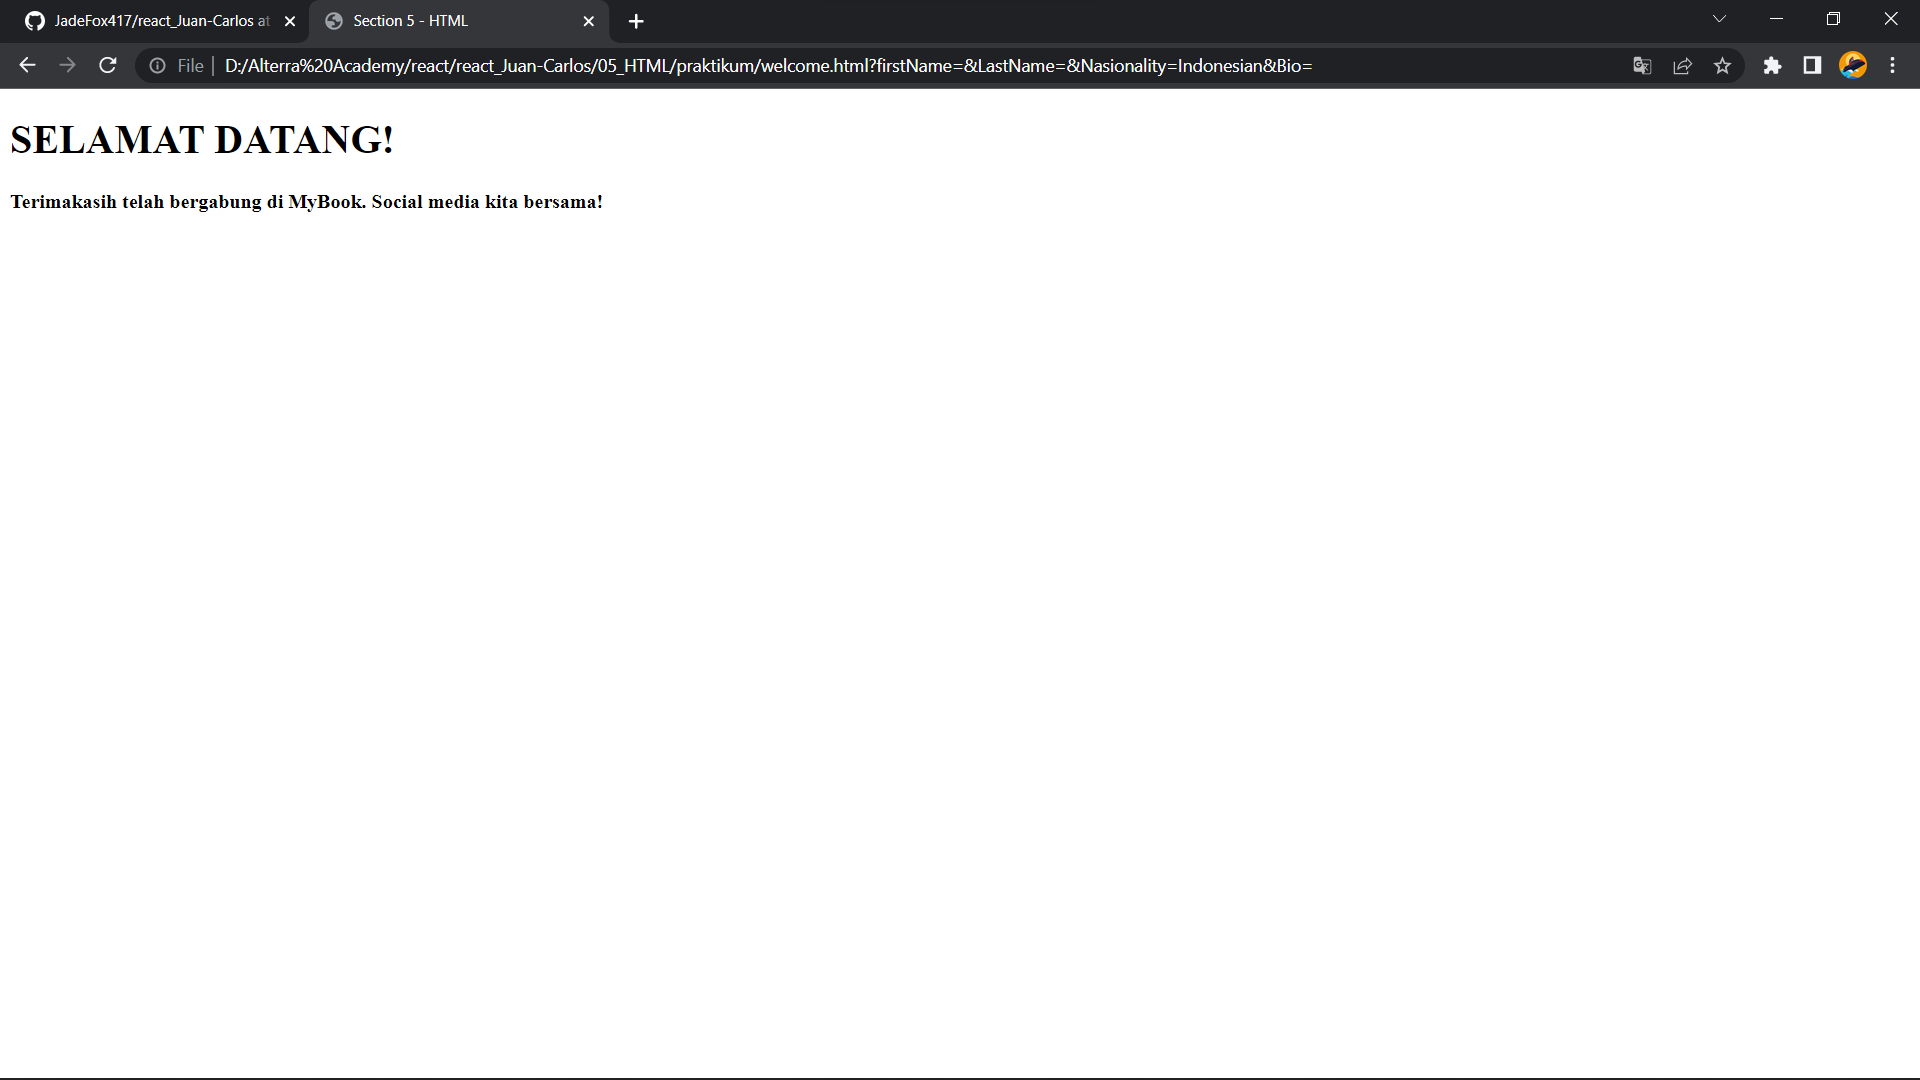 JadeFox417/react_Juan-Carlos at
Section 5 - HTML
File | D:/Alterra%20Academy/react/react_Juan-Carlos/05_HTML/praktikum/welcome.html?firstName=&LastName=&Nasionality=Indonesian&Bio=
SELAMAT DATANG!
Terimakasih telah bergabung di MyBook. Social media kita bersama!